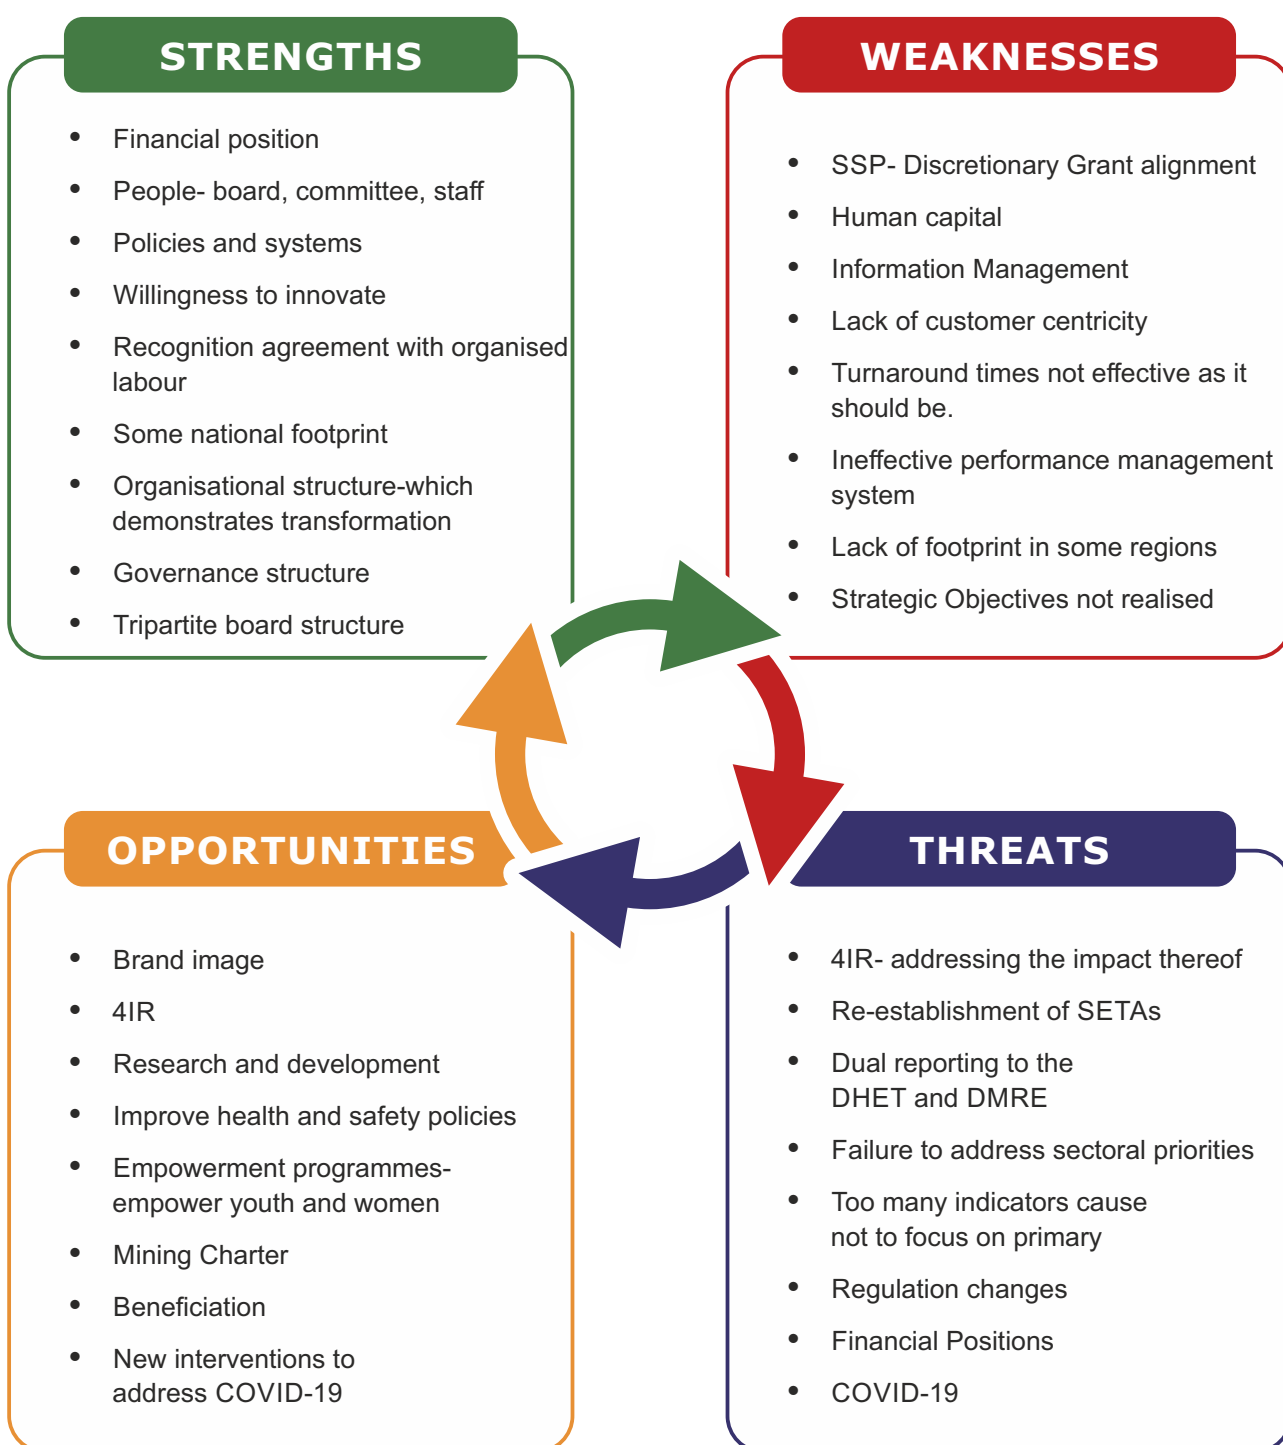 STRENGTHS
• Financial position
• People- board, committee, staff
• Policies and systems
• Willingness to innovate
• Recognition agreement with organised
labour
• Some national footprint
• Organisational structure-which
demonstrates transformation
• Governance structure
• Tripartite board structure
WEAKNESSES
• SSP- Discretionary Grant alignment
• Human capital
• Information Management
• Lack of customer centricity
• Turnaround times not effective as it
should be.
• Ineffective performance management
system
• Lack of footprint in some regions
• Strategic Objectives not realised
OPPORTUNITIES
• Brand image
• 4IR
• Research and development
• Improve health and safety policies
• Empowerment programmes-
empower youth and women
• Mining Charter
• Beneficiation
• New interventions to
address COVID-19
THREATS
• 4IR- addressing the impact thereof
• Re-establishment of SETAs
• Dual reporting to the
DHET and DMRE
• Failure to address sectoral priorities
• Too many indicators cause
not to focus on primary
• Regulation changes
• Financial Positions
• COVID-19